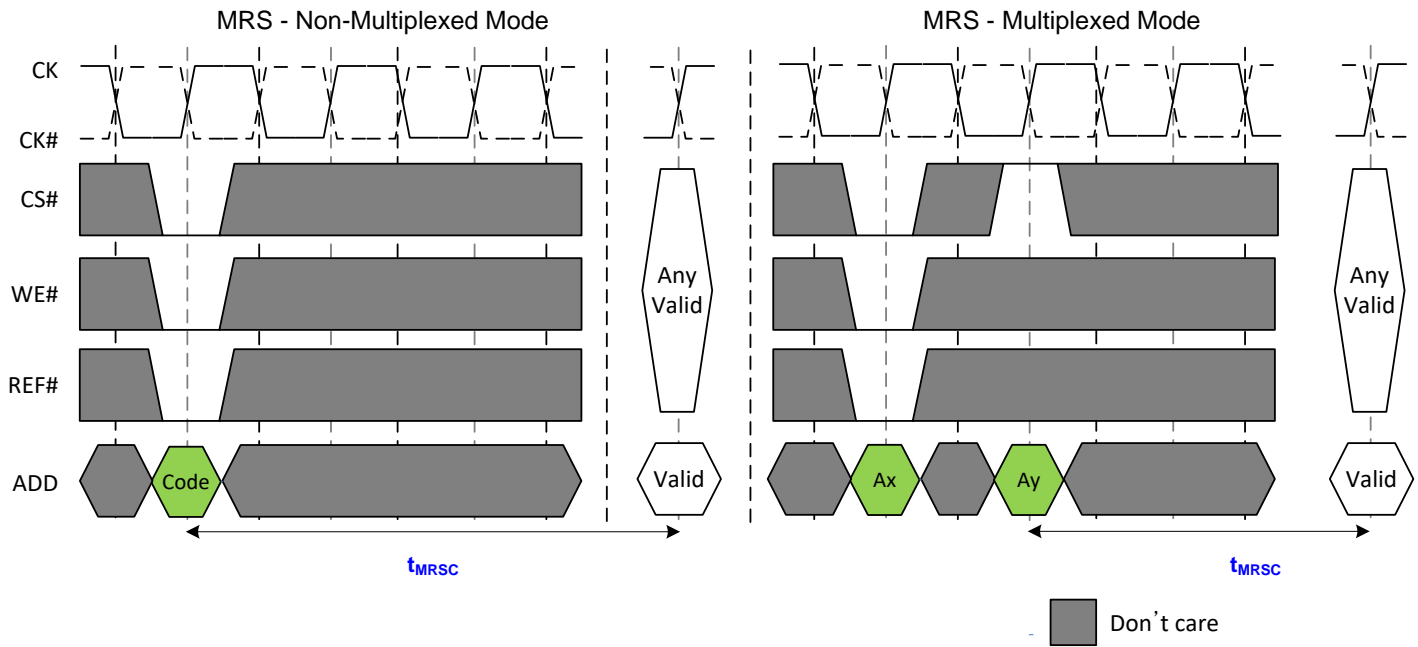 MRS - Non-Multiplexed Mode
MRS - Multiplexed Mode
CK
CK#
CS#
WE#
REF#
ADD
Code
Any
Valid
Valid
tMRSC
Ax
Ay
Any
Valid
Valid
tMRSC
Don't care